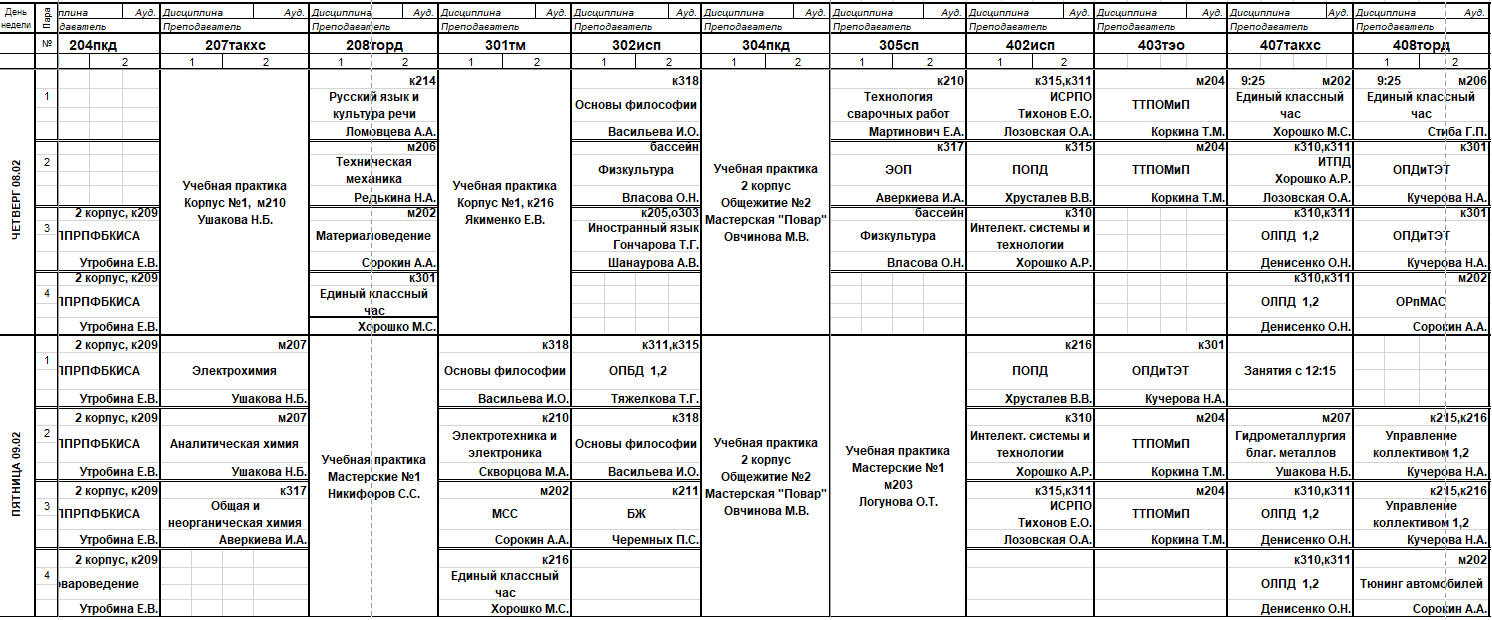 День недели Пара плина Ауд. Дисциплина Ауд. Дисциплина Ауд. Дисциплина Ауд. Дисциплина Ауд. Дисциплина Ауд. Дисциплина Ауд. Дисциплина Ауд. Дисциплина Ауд. Дисциплина Ауд. Дисциплина Ауд.
даватель Преподаватель Преподаватель Преподаватель Преподаватель Преподаватель Преподаватель Преподаватель Преподаватель Преподаватель Преподаватель
№ 204пкд 207такхс 208торд 301тм 302исп 304пкд 305сп 402исп 403тэо 407такхс 408торд
2 1 2 1 2 1 2 1 2 1 2 1 2 1 2 1 2
ЧЕТВЕРГ 08.02
1
2
3
2 корпус, к209
ППРПФБКИСА
Утробина Е.В.
4
2 корпус, к209
ППРПФБКИСА
Утробина Е.В.
Учебная практика
Корпус №1, м210
Ушакова Н.Б.
к214
Русский язык и
культура речи
Ломовцева А.А.
м206
Техническая
механика
Редькина Н.А.
м202
Материаловедение
Сорокин А.А.
к301
Единый классный
час
Хорошко М.С.
Учебная практика
Корпус №1, к216
Якименко Е.В.
к318
Основы философии
Васильева И.О.
бассейн
Физкультура
Власова О.Н.
к205,о303
Иностранный язык
Гончарова Т.Г.
Шанаурова А.В.
Учебная практика
2 корпус
Общежитие №2
Мастерская "Повар"
Овчинова М.В.
к210
Технология
сварочных работ
Мартинович Е.А.
к317
ЭОП
Аверкиева И.А.
бассейн
Физкультура
Власова О.Н.
к315,к311
ИСРПО
Тихонов Е.О.
Лозовская О.А.
к315
ПОПД
Хрусталев В.В.
к310
Интелект. системы и
технологии
Хорошко А.Р.
м204
ТТПОМиП
Коркина Т.М.
м204
ТТПОМиП
Коркина Т.М.
9:25 м202
Единый классный
час
Хорошко М.С.
к310,к311
ИТПД
Хорошко А.Р.
Лозовская О.А.
к310,к311
ОЛПД 1,2
Денисенко О.Н.
к310,к311
ОЛПД 1,2
Денисенко О.Н.
9:25 м206
Единый классный
час
Стиба Г.П.
к301
ОПДиТЭТ
Кучерова Н.А.
к301
ОПДиТЭТ
Кучерова Н.А.
м202
ОРпМАС
Сорокин А.А.
ПЯТНИЦА 09.02
1
2 корпус, к209
ППРПФБКИСА
Утробина Е.В.
2
2 корпус, к209
ППРПФБКИСА
Утробина Е.В.
3
2 корпус, к209
ППРПФБКИСА
Утробина Е.В.
4
2 корпус, к209
овароведение
Утробина Е.В.
м207
Электрохимия
Ушакова Н.Б.
м207
Аналитическая химия
Ушакова Н.Б.
к317
Общая и
неорганическая химия
Аверкиева И.А.
Учебная практика
Мастерские №1
Никифоров С.С.
к318
Основы философии
Васильева И.О.
к210
Электротехника и
электроника
Скворцова М.А.
м202
МСС
Сорокин А.А.
к216
Единый классный
час
Хорошко М.С.
к311,к315
ОПБД 1,2
Тяжелкова Т.Г.
к318
Основы философии
Васильева И.О.
к211
БЖ
Черемных П.С.
Учебная практика
2 корпус
Общежитие №2
Мастерская "Повар"
Овчинова М.В.
Учебная практика
Мастерские №1
м203
Логунова О.Т.
к216
ПОПД
Хрусталев В.В.
к310
Интелект. системы и
технологии
Хорошко А.Р.
к315,к311
ИСРПО
Тихонов Е.О.
Лозовская О.А.
к301
ОПДиТЭТ
Кучерова Н.А.
м204
ТТПОМиП
Коркина Т.М.
м204
ТТПОМиП
Коркина Т.М.
Занятия с 12:15
м207
Гидрометаллургия
благ. металлов
Ушакова Н.Б.
к310,к311
ОЛПД 1,2
Денисенко О.Н.
к310,к311
ОЛПД 1,2
Денисенко О.Н.
к215,к216
Управление
коллективом 1,2
Кучерова Н.А.
к215,к216
Управление
коллективом 1,2
Кучерова Н.А.
м202
Тюнинг автомобилей
Сорокин А.А.